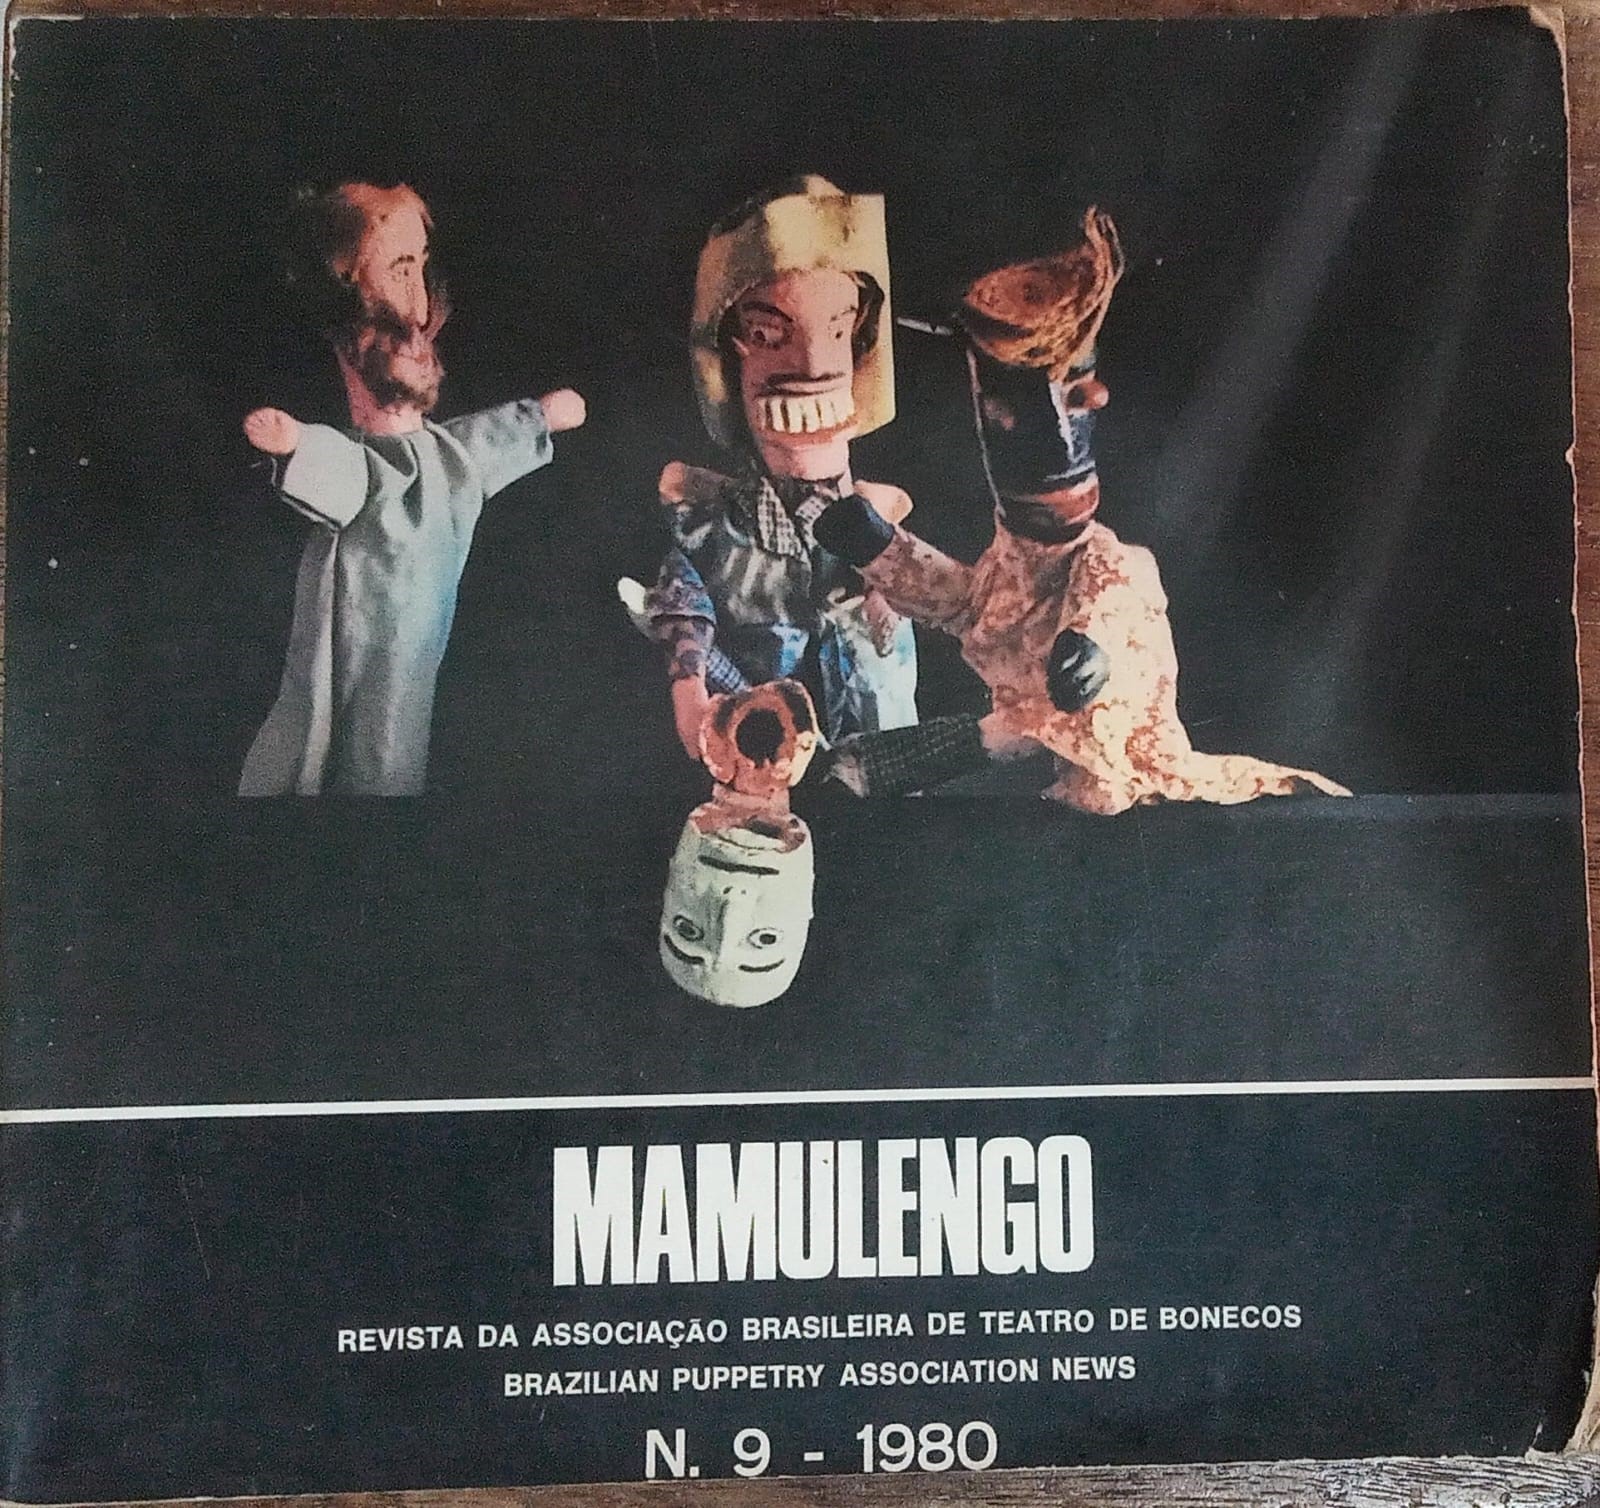 MAMULENGO
REVISTA DA ASSOCIAÇÃO BRASILEIRA DE TEATRO DE BONECOS
BRAZILIAN PUPPETRY ASSOCIATION NEWS
N. 9 - 1980